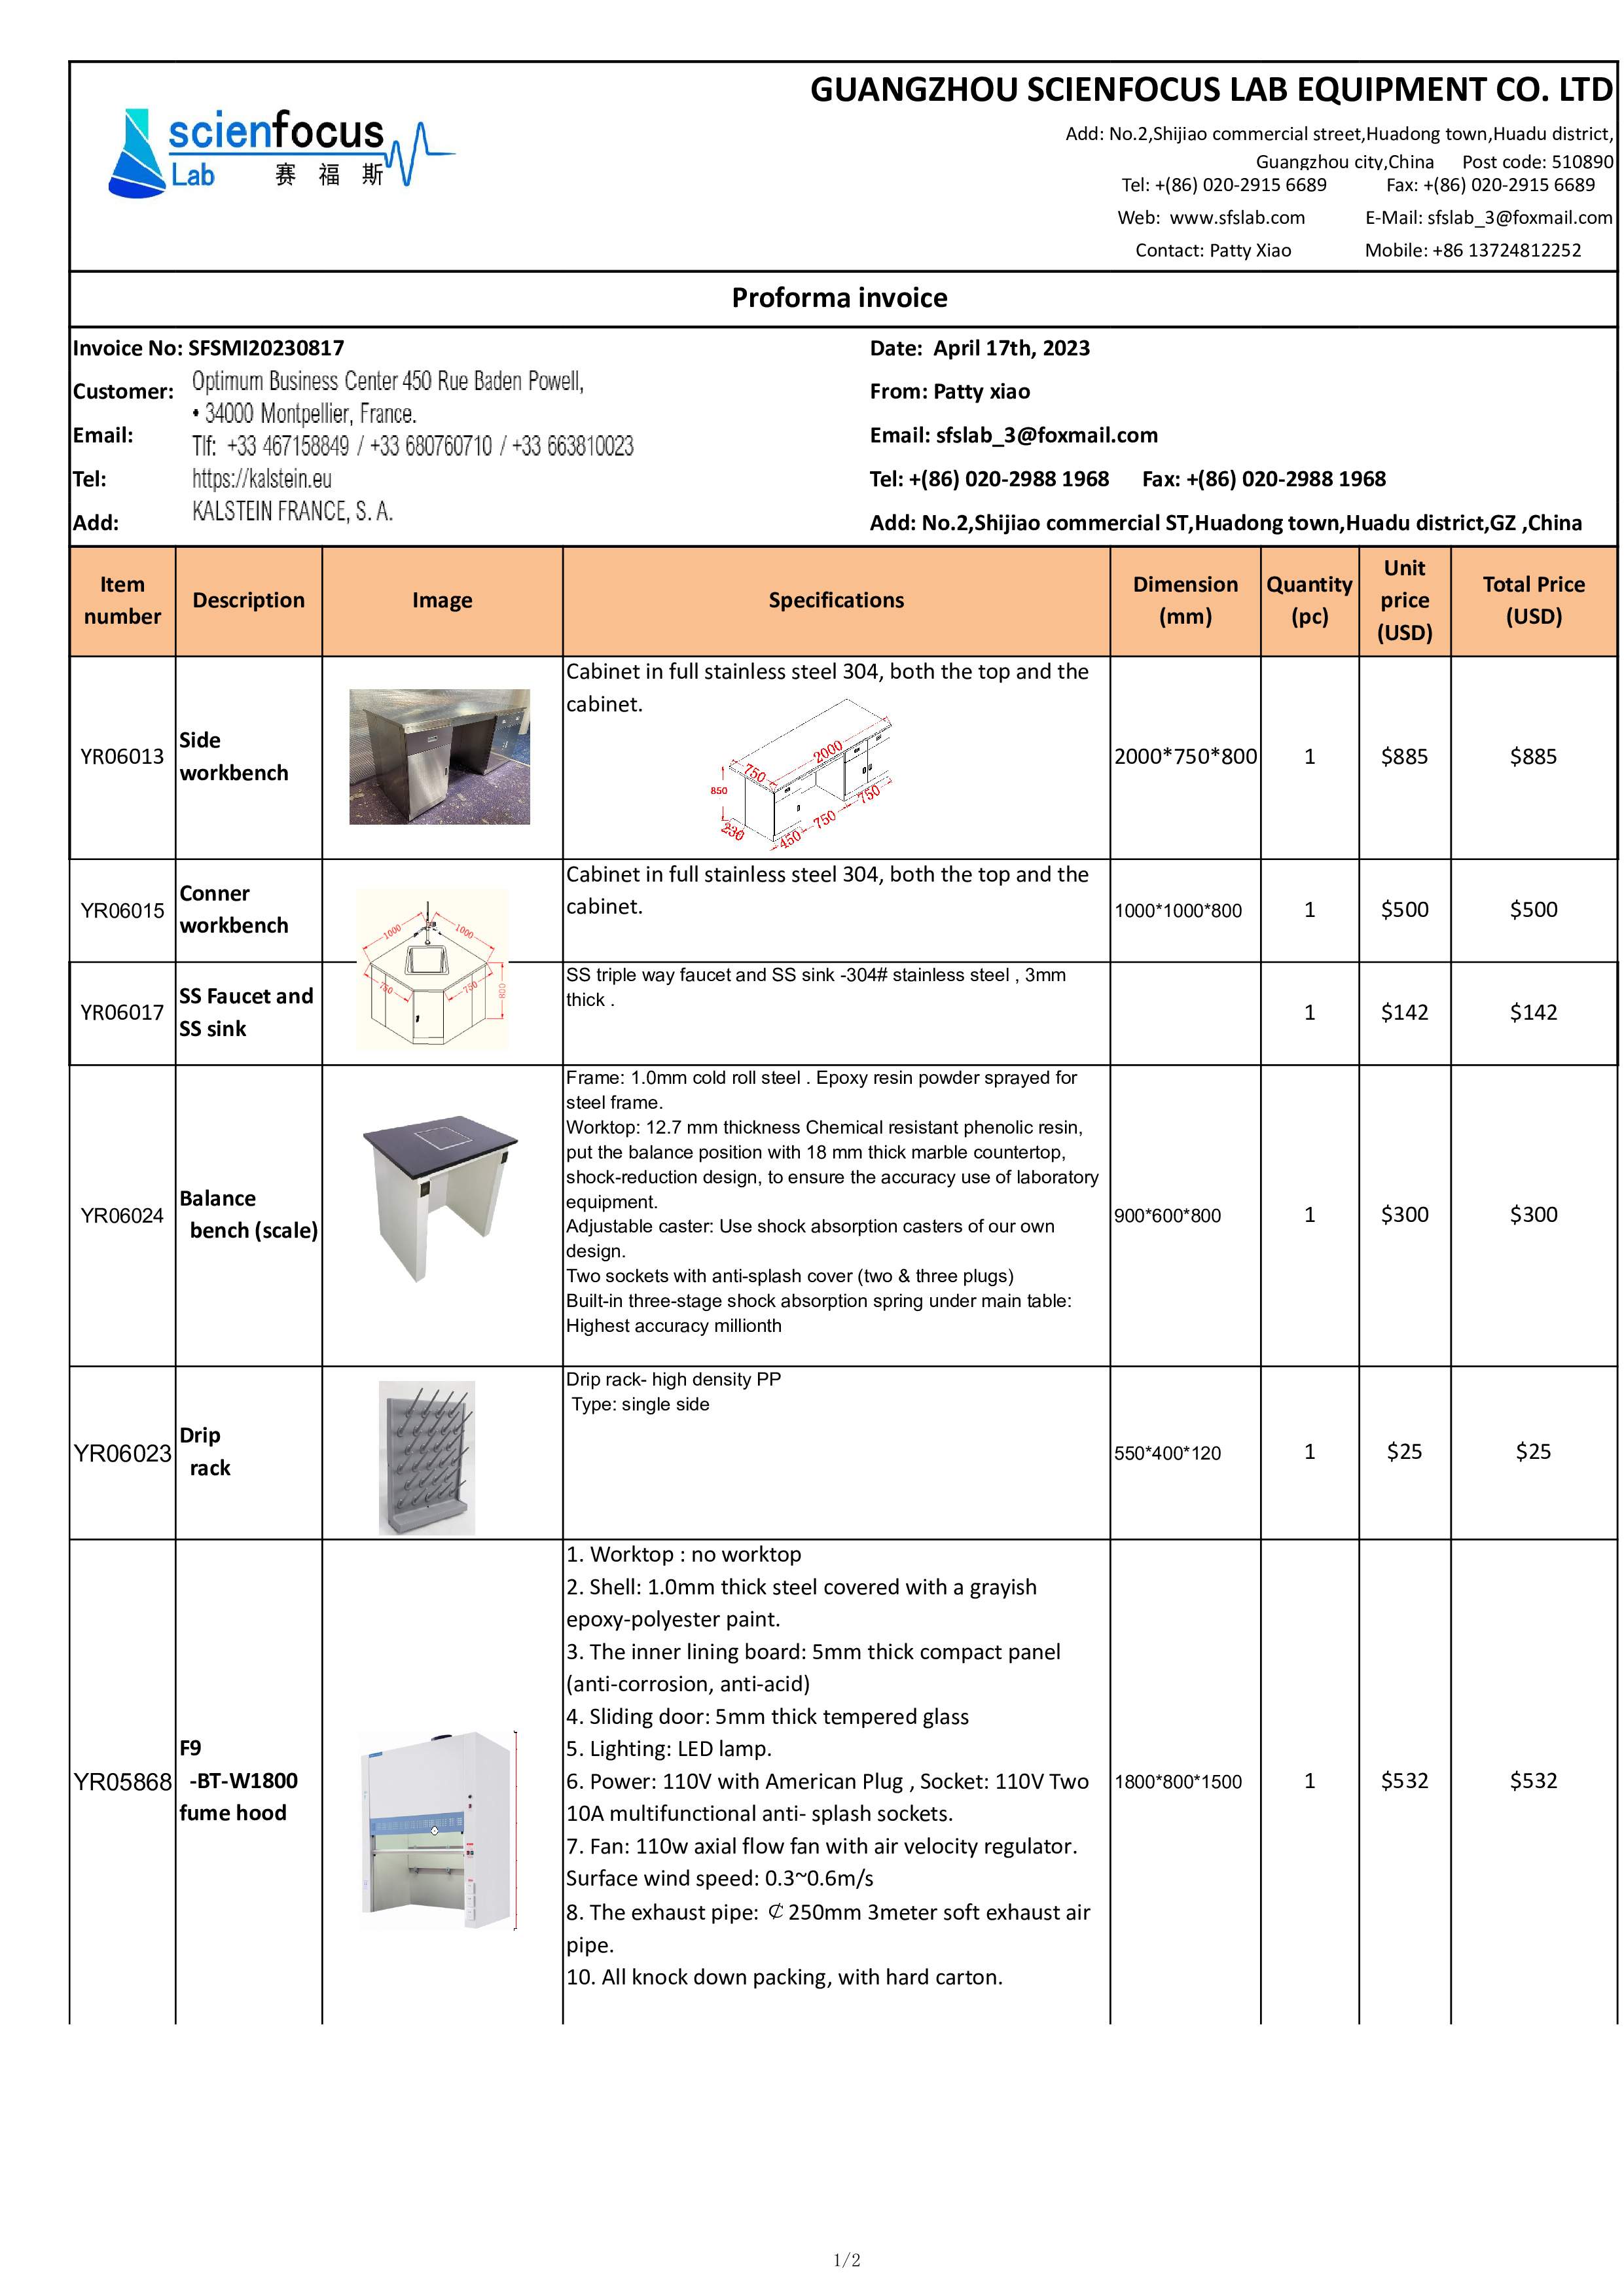 scienfocus
Lab 赛福斯
GUANGZHOU SCIENFOCUS LAB EQUIPMENT CO. LTD
Add: No.2,Shijiao commercial street,Huadong town,Huadu district,
Guangzhou city,China Post code: 510890
Tel: +(86) 020-2915 6689 Fax: +(86) 020-2915 6689
Web: www.sfslab.com E-Mail: sfslab_3@foxmail.com
Contact: Patty Xiao Mobile: +86 13724812252
Proforma invoice
Invoice No: SFSMI20230817
Customer:
Email:
Tel:
Add:
Optimum Business Center 450 Rue Baden Powell,
• 34000 Montpellier, France.
Tlf: +33 467158849 / +33 680760710 / +33 663810023
https://kalstein.eu
KALSTEIN FRANCE, S. A.
Date: April 17th, 2023
From: Patty xiao
Email: sfslab_3@foxmail.com
Tel: +(86) 020-2988 1968 Fax: +(86) 020-2988 1968
Add: No.2,Shijiao commercial ST,Huadong town,Huadu district,GZ ,China
Item number
Description
Image
Specifications
Dimension (mm)
Quantity (pc)
Unit price (USD)
Total Price (USD)
YR06013
Side
workbench
Cabinet in full stainless steel 304, both the top and the
cabinet.
750
2000
850
230
450
750
750
2000*750*800
1
$885
$885
YR06015
Conner
workbench
1000
1000
750
750
800
Cabinet in full stainless steel 304, both the top and the
cabinet.
1000*1000*800
1
$500
$500
YR06017
SS Faucet and
SS sink
SS triple way faucet and SS sink -304# stainless steel , 3mm
thick .
1
$142
$142
YR06024
Balance
bench (scale)
Frame: 1.0mm cold roll steel . Epoxy resin powder sprayed for
steel frame.
Worktop: 12.7 mm thickness Chemical resistant phenolic resin,
put the balance position with 18 mm thick marble countertop,
shock-reduction design, to ensure the accuracy use of laboratory
equipment.
Adjustable caster: Use shock absorption casters of our own
design.
Two sockets with anti-splash cover (two & three plugs)
Built-in three-stage shock absorption spring under main table:
Highest accuracy millionth
900*600*800
1
$300
$300
YR06023
Drip
rack
Drip rack- high density PP
Type: single side
550*400*120
1
$25
$25
YR05868
F9
-BT-W1800
fume hood
1. Worktop : no worktop
2. Shell: 1.0mm thick steel covered with a grayish
epoxy-polyester paint.
3. The inner lining board: 5mm thick compact panel
(anti-corrosion, anti-acid)
4. Sliding door: 5mm thick tempered glass
5. Lighting: LED lamp.
6. Power: 110V with American Plug , Socket: 110V Two
10A multifunctional anti- splash sockets.
7. Fan: 110w axial flow fan with air velocity regulator.
Surface wind speed: 0.3~0.6m/s
8. The exhaust pipe: ₡ 250mm 3meter soft exhaust air
pipe.
10. All knock down packing, with hard carton.
1800*800*1500
1
$532
$532
1/2